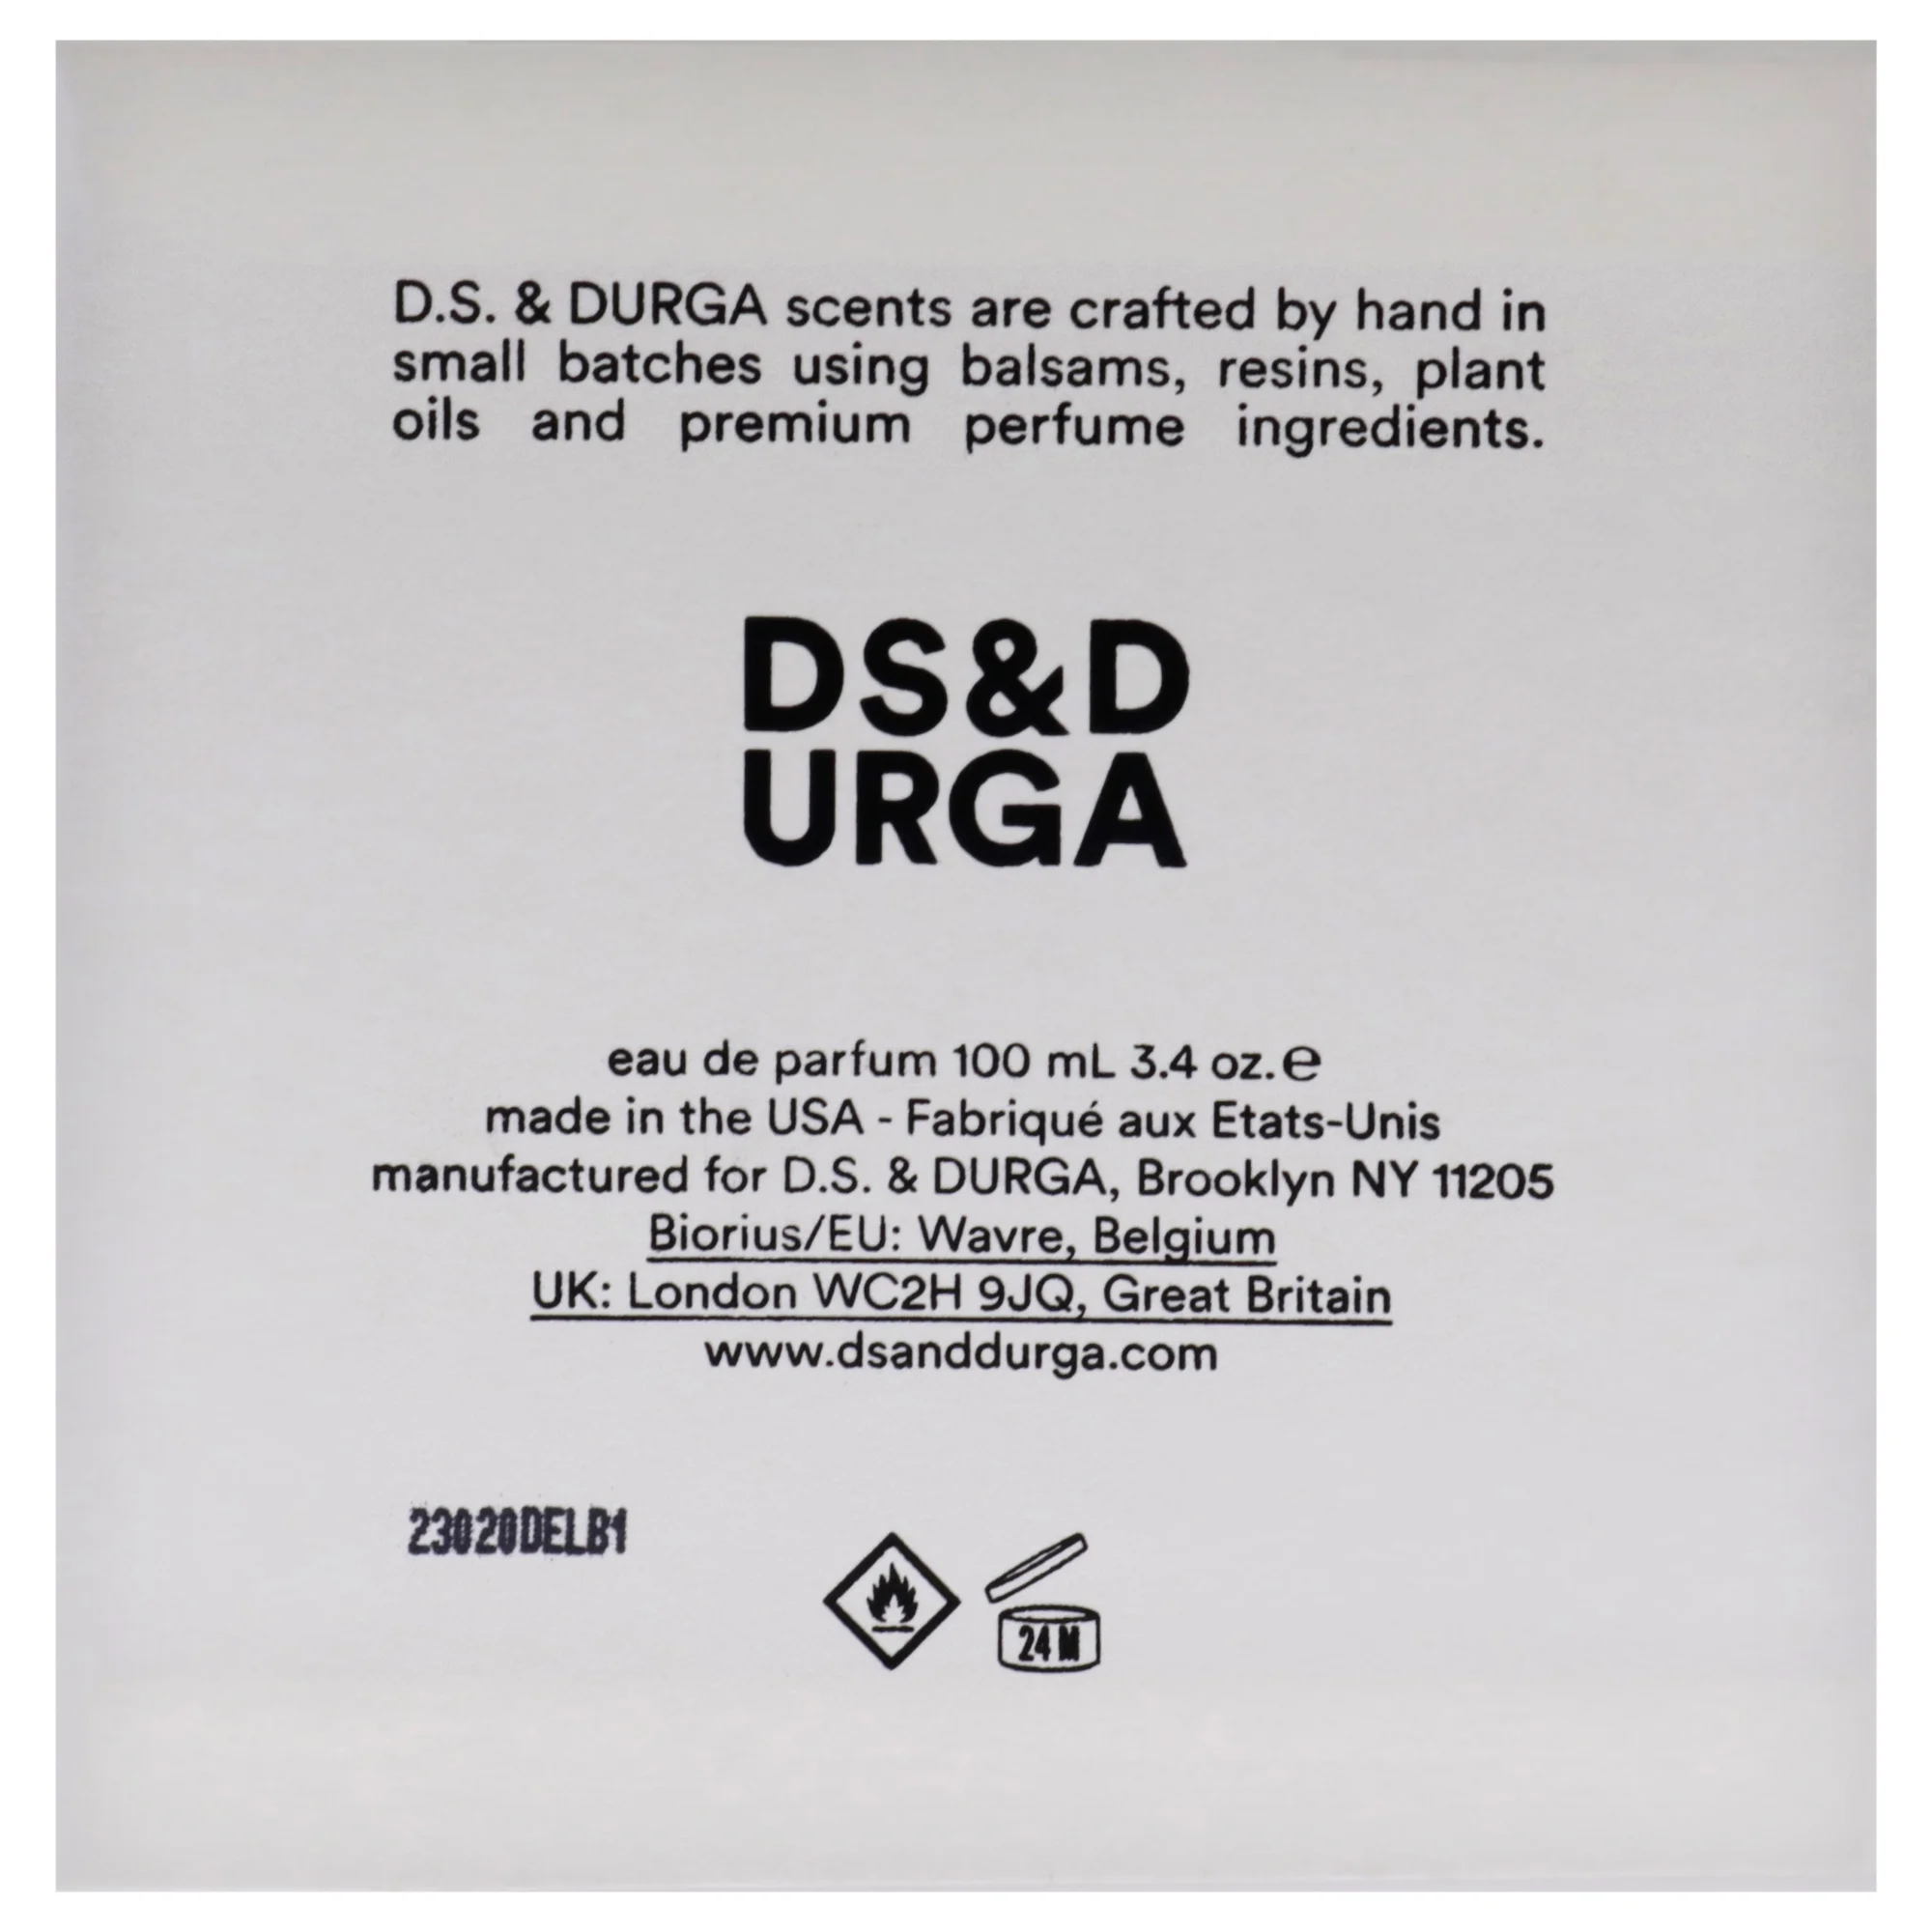 D.S. & DURGA scents are crafted by hand in
small batches using balsams, resins, plant
oils and premium perfume ingredients.
DS&D
URGA
eau de parfum 100 mL 3.4 oz. ℮
made in the USA - Fabriqué aux Etats-Unis
manufactured for D.S. & DURGA, Brooklyn NY 11205
Biorius/EU: Wavre, Belgium
UK: London WC2H 9JQ, Great Britain
www.dsanddurga.com
23020DELB1
24 M